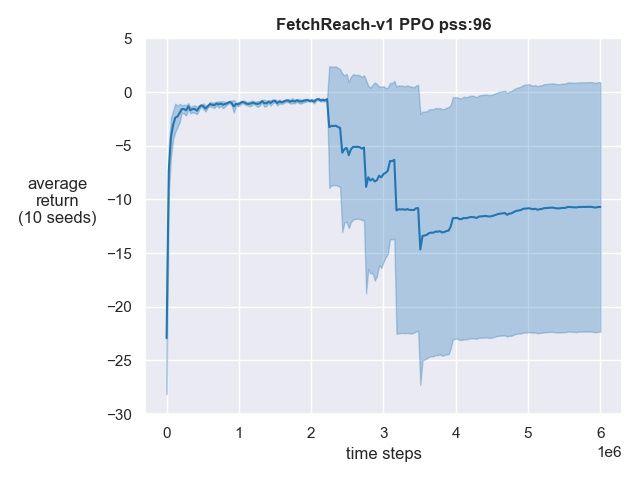 FetchReach-v1 PPO pss:96
5
0
−5
−10
−15
−20
−25
−30
average
return
(10 seeds)
0 1 2 3 4 5 6
1e6
time steps